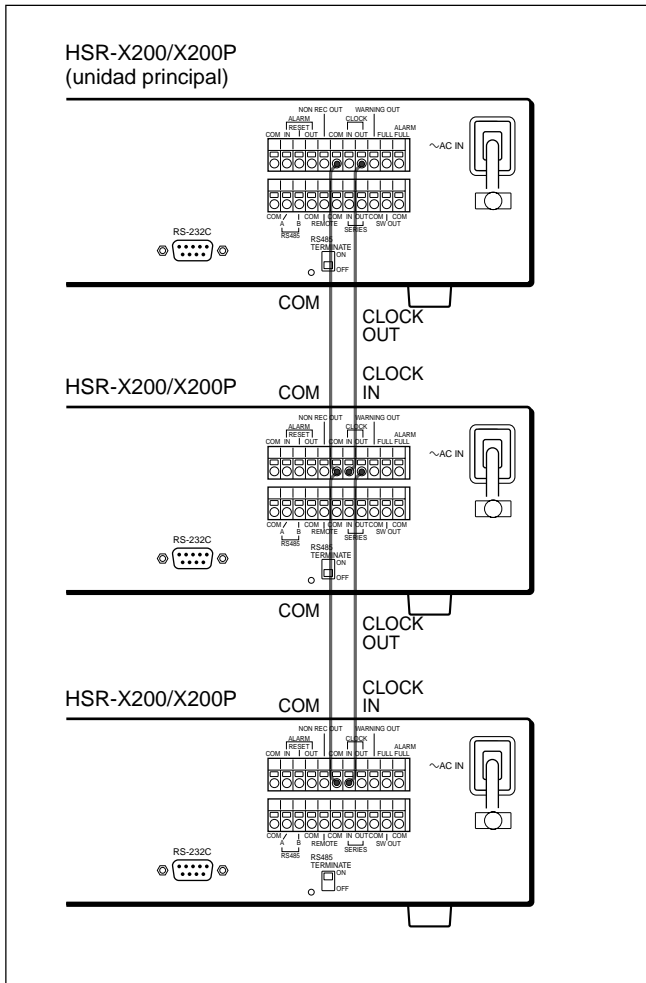 HSR-X200/X200P
(unidad principal)
NON REC OUT WARNING OUT
ALARM CLOCK ALARM
RESET
COM IN OUT COM IN OUT FULL FULL
~AC IN
COM COM COM IN OUT COM COM
A B REMOTE SERIES SW OUT
RS485
RS-232C
RS485
TERMINATE
ON
OFF
COM
CLOCK
OUT
CLOCK
IN
HSR-X200/X200P COM
NON REC OUT WARNING OUT
ALARM CLOCK ALARM
RESET
COM IN OUT COM IN OUT FULL FULL
~AC IN
COM COM COM IN OUT COM COM
A B REMOTE SERIES SW OUT
RS485
RS-232C
RS485
TERMINATE
ON
OFF
COM
CLOCK
OUT
CLOCK
IN
HSR-X200/X200P COM
NON REC OUT WARNING OUT
ALARM CLOCK ALARM
RESET
COM IN OUT COM IN OUT FULL FULL
~AC IN
COM COM COM IN OUT COM COM
A B REMOTE SERIES SW OUT
RS485
RS-232C
RS485
TERMINATE
ON
OFF